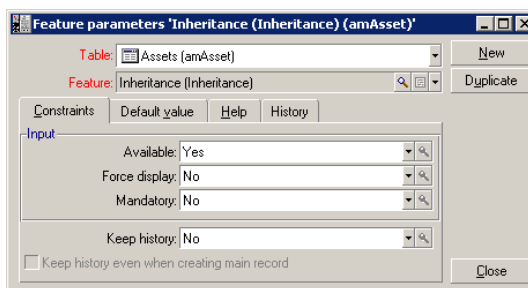 Feature parameters 'Inheritance (Inheritance) (amAsset)'
Table: Assets (amAsset)
New
Feature: Inheritance (Inheritance)
Duplicate
Constraints Default value Help History
Input
Available: Yes
Force display: No
Mandatory: No
Keep history: No
Keep history even when creating main record
Close